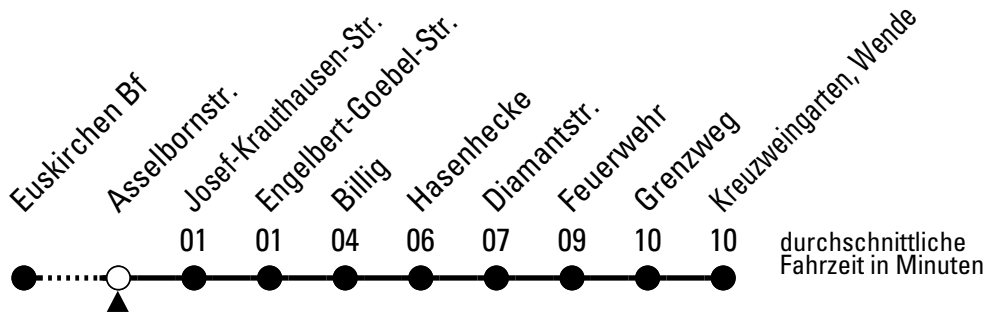 Euskirchen Bf
Asselbornstr.
Josef-Krauthausen-Str.
Engelbert-Goebel-Str.
Billig
Hasenhecke
Diamantstr.
Feuerwehr
Grenzweg
Kreuzweingarten, Wende
01 01 04 06 07 09 10 10
durchschnittliche
Fahrzeit in Minuten